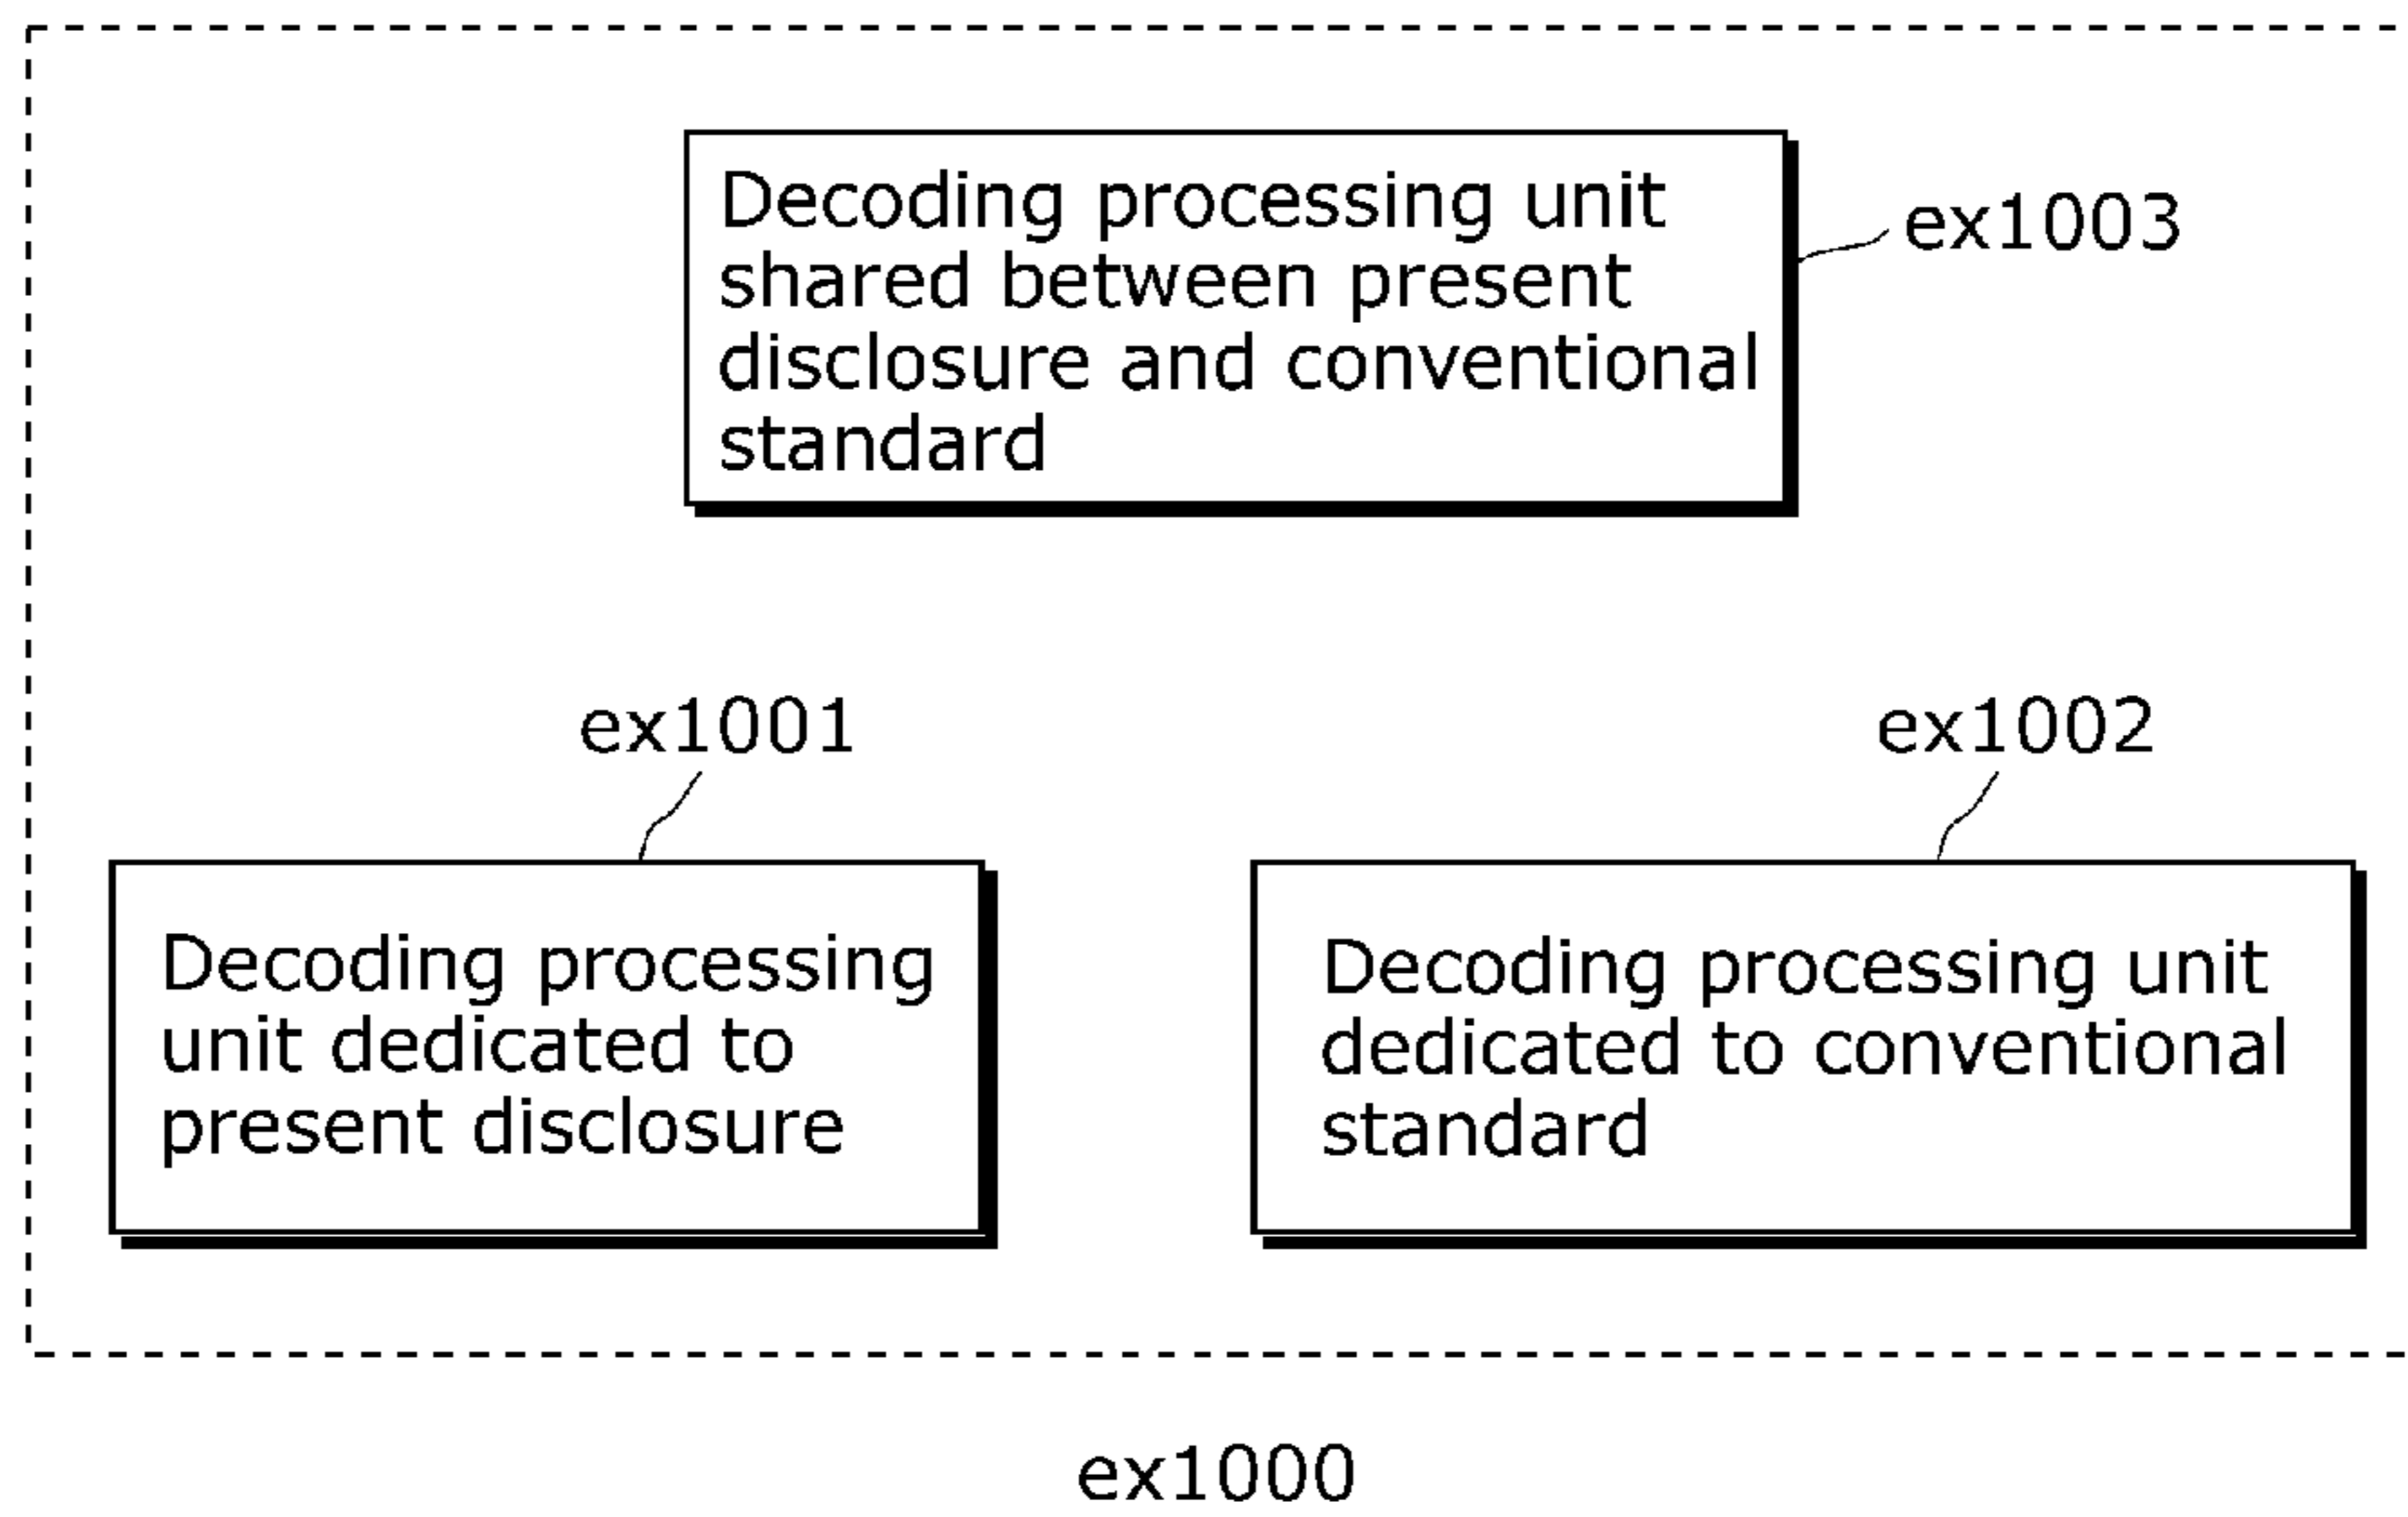 Decoding processing unit
shared between present
disclosure and conventional
standard
ex1003
ex1001
ex1002
Decoding processing
unit dedicated to
present disclosure
Decoding processing unit
dedicated to conventional
standard
ex1000